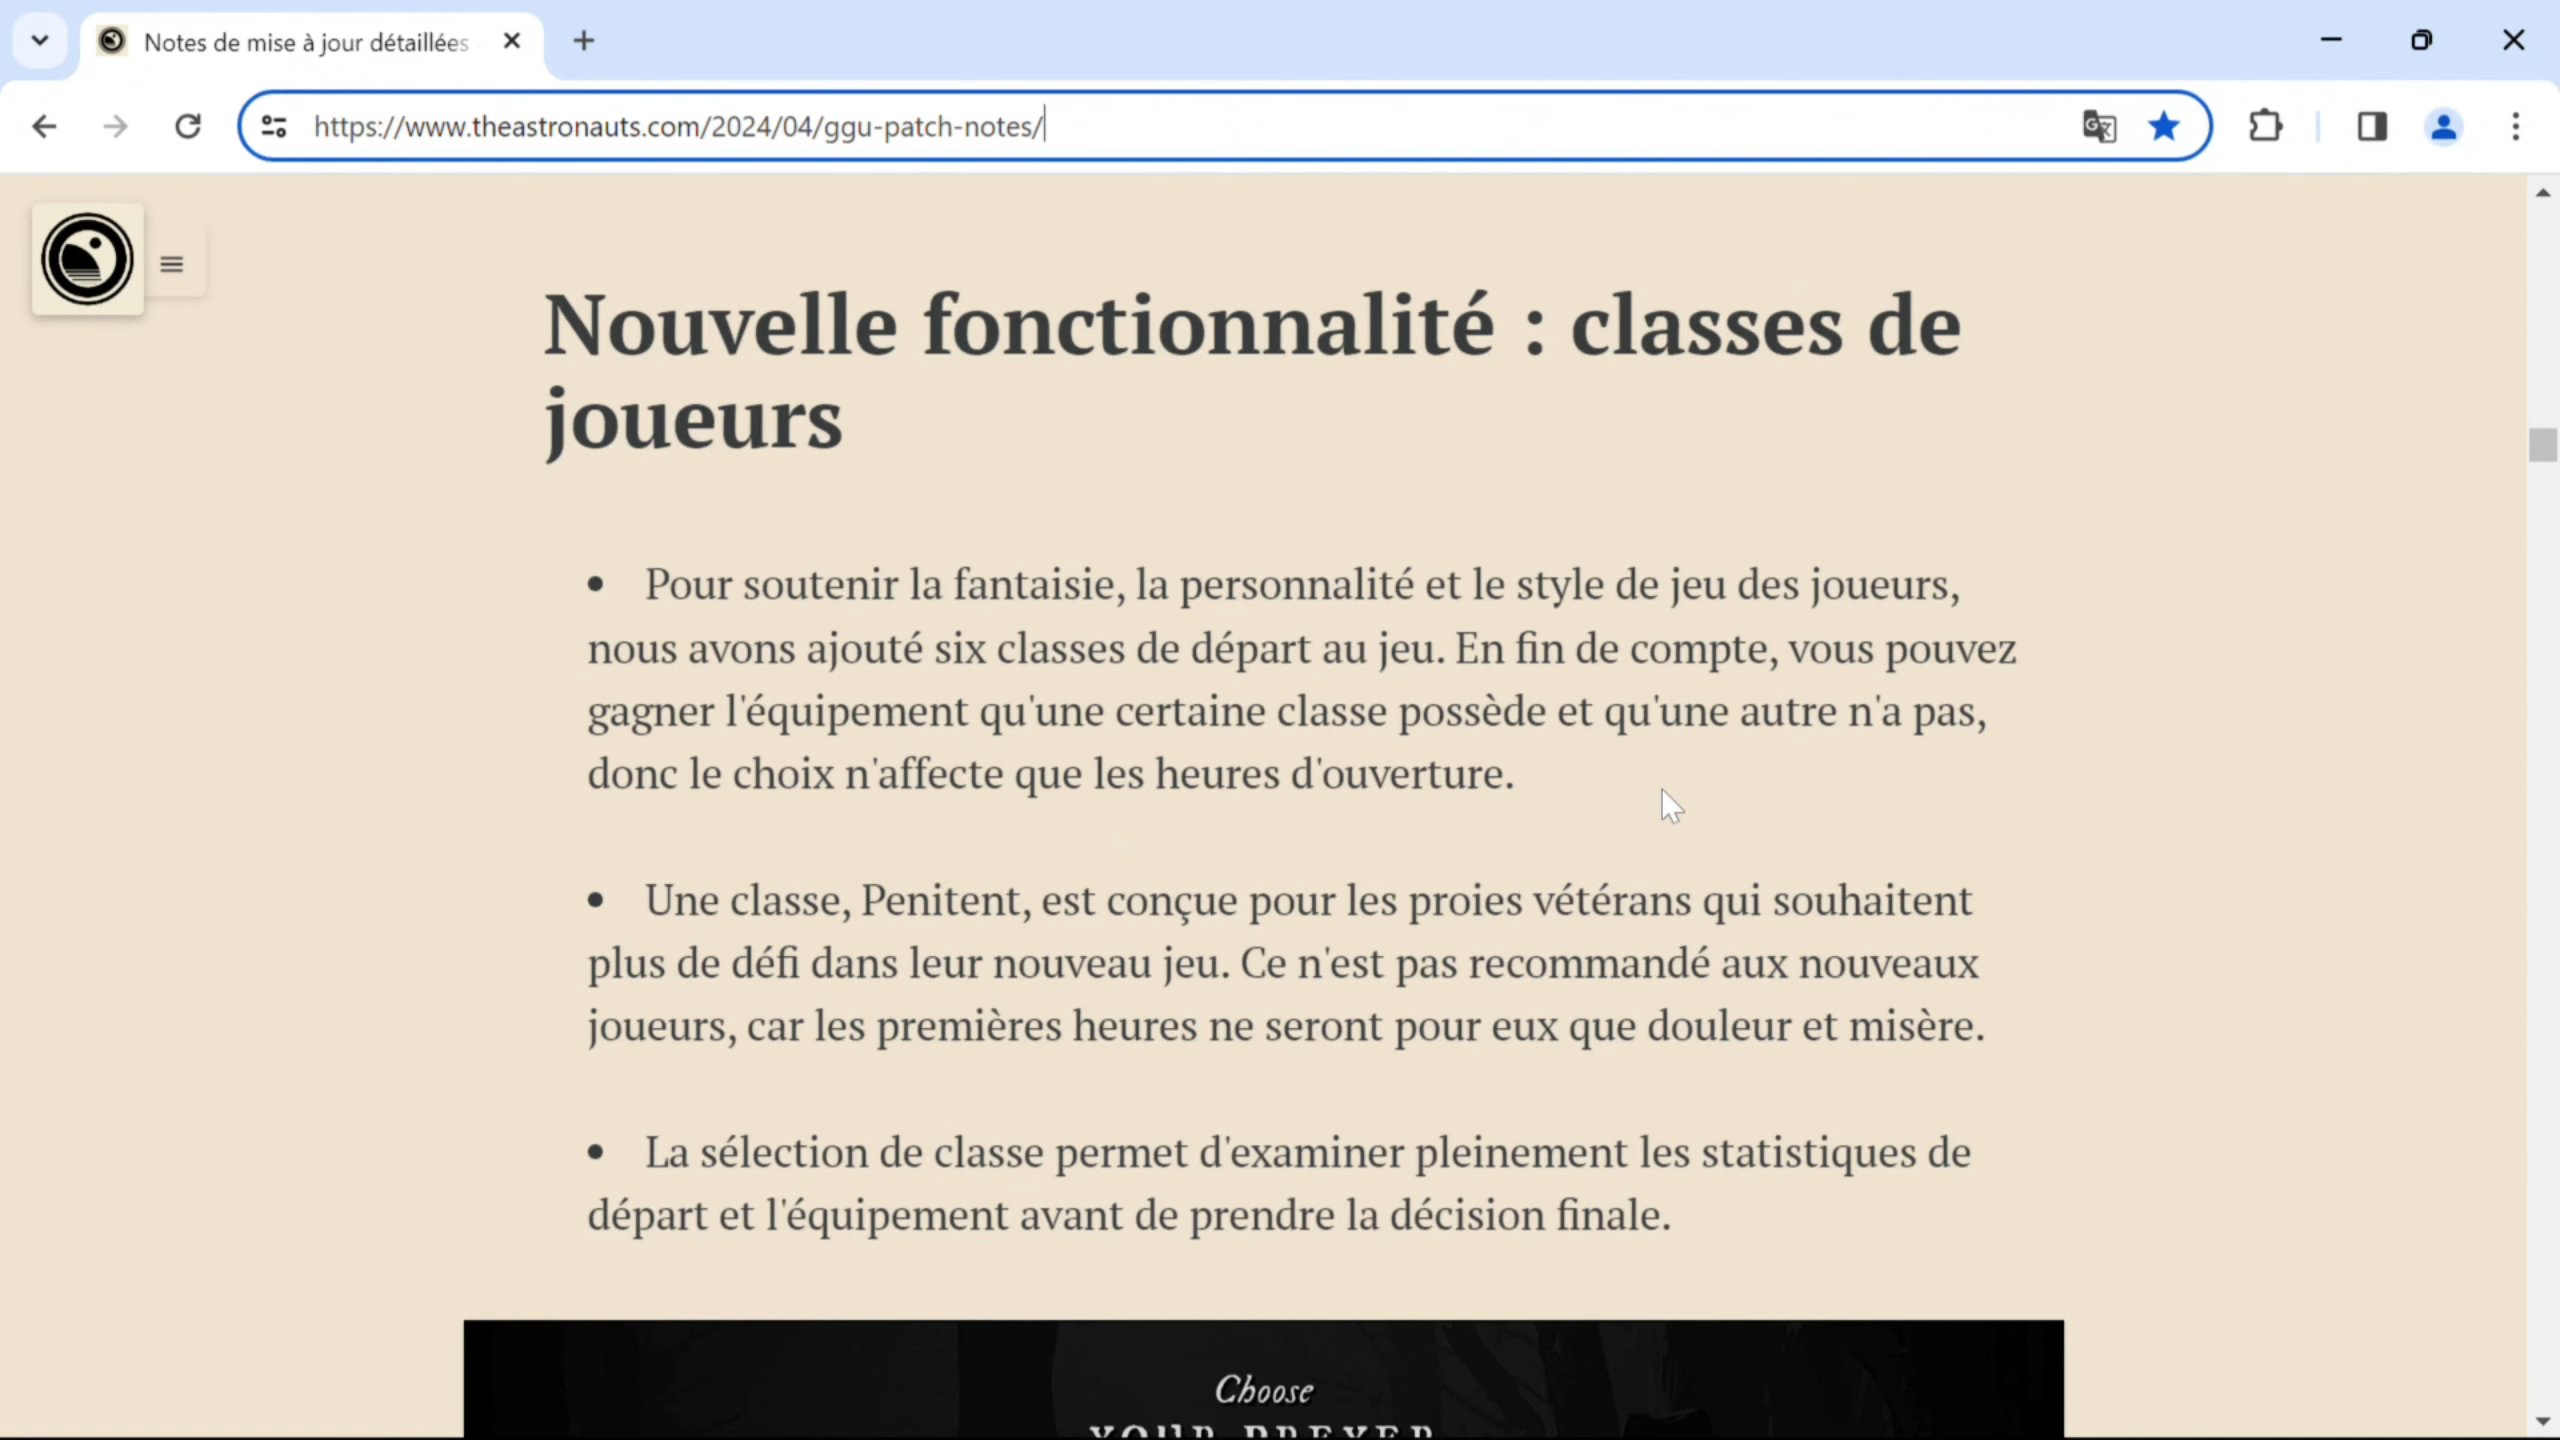 Notes de mise à jour détaillées
https://www.theastronauts.com/2024/04/ggu-patch-notes/
Nouvelle fonctionnalité : classes de
joueurs
• Pour soutenir la fantaisie, la personnalité et le style de jeu des joueurs,
nous avons ajouté six classes de départ au jeu. En fin de compte, vous pouvez
gagner l'équipement qu'une certaine classe possède et qu'une autre n'a pas,
donc le choix n'affecte que les heures d'ouverture.
• Une classe, Penitent, est conçue pour les proies vétérans qui souhaitent
plus de défi dans leur nouveau jeu. Ce n'est pas recommandé aux nouveaux
joueurs, car les premières heures ne seront pour eux que douleur et misère.
• La sélection de classe permet d'examiner pleinement les statistiques de
départ et l'équipement avant de prendre la décision finale.
Choose
YOUR PREYER